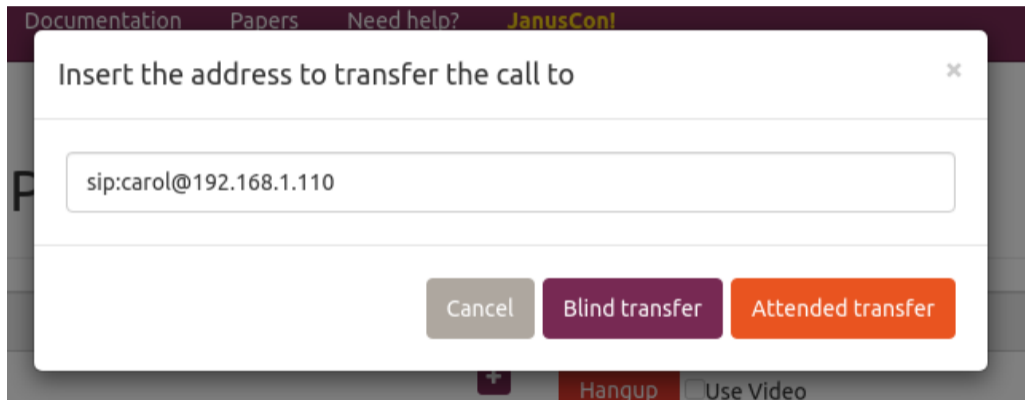 Documentation Papers Need help? JanusCon!
Insert the address to transfer the call to ×
P
sip:carol@192.168.1.110
Cancel Blind transfer Attended transfer
+ Hangup Use Video